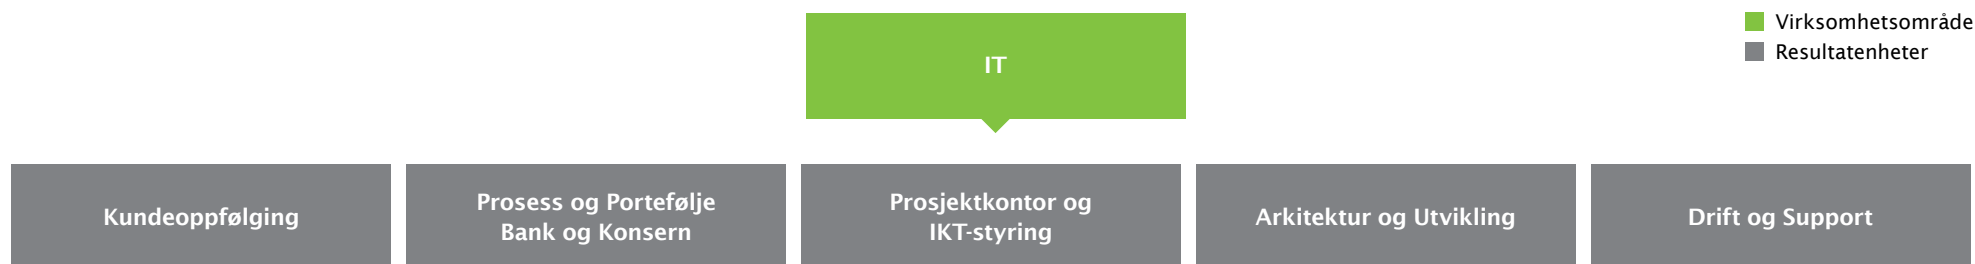 IT
Virksomhetsområde
Resultatenheter
Kundeoppfølging
Prosess og Portefølje
Bank og Konsern
Prosjektkontor og
IKT-styring
Arkitektur og Utvikling
Drift og Support